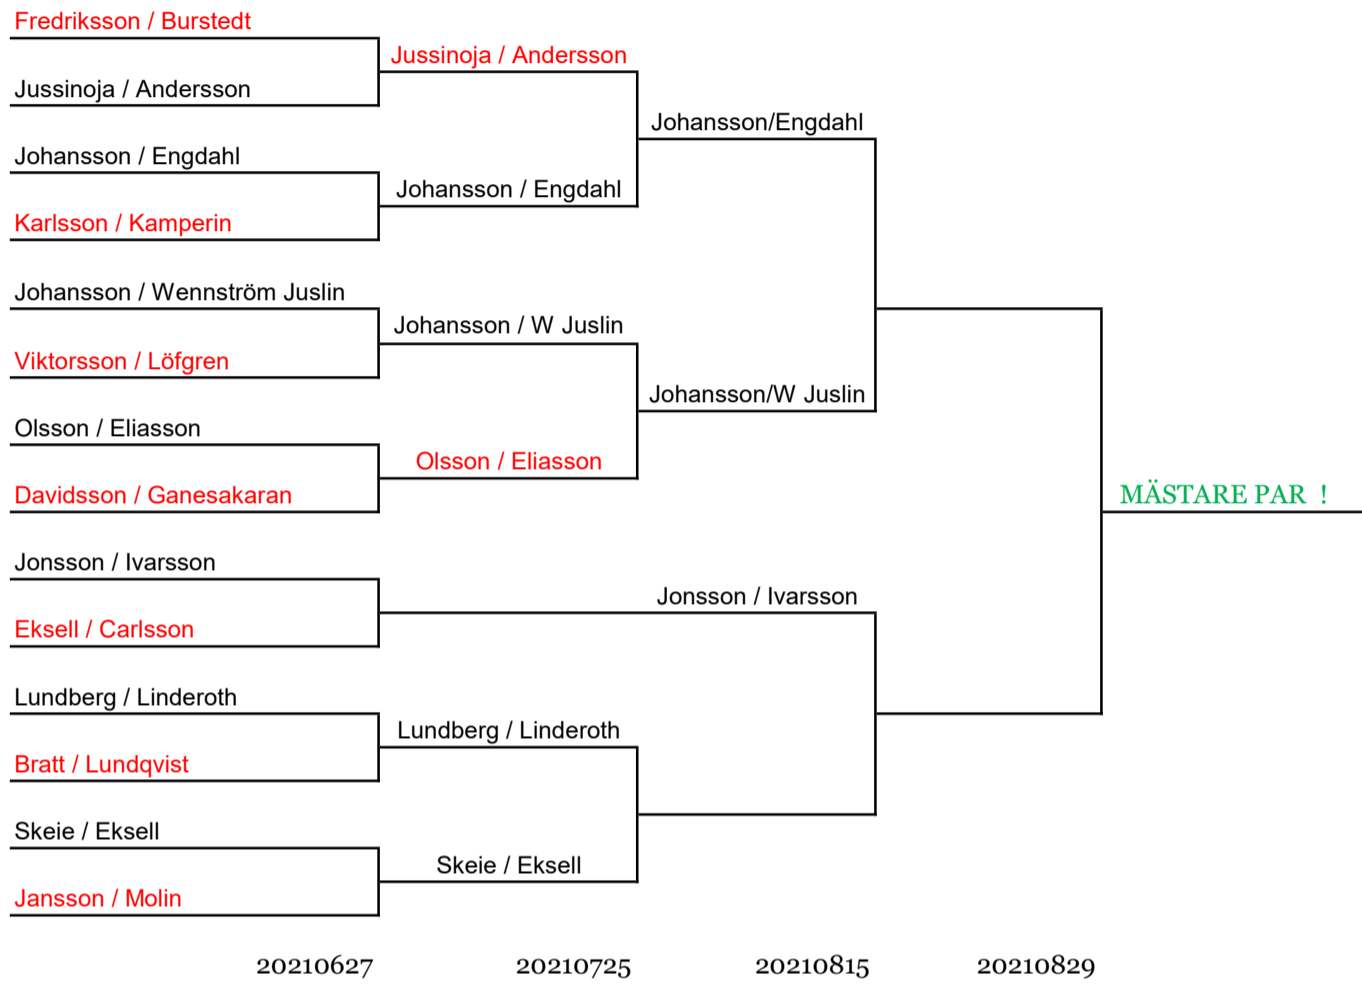 Fredriksson / Burstedt
Jussinoja / Andersson
Jussinoja / Andersson
Johansson/Engdahl
Johansson / Engdahl
Johansson / Engdahl
Karlsson / Kamperin
Johansson / Wennström Juslin
Johansson / W Juslin
Viktorsson / Löfgren
Johansson/W Juslin
Olsson / Eliasson
Olsson / Eliasson
Davidsson / Ganesakaran
MÄSTARE PAR !
Jonsson / Ivarsson
Jonsson / Ivarsson
Eksell / Carlsson
Lundberg / Linderoth
Lundberg / Linderoth
Bratt / Lundqvist
Skeie / Eksell
Skeie / Eksell
Jansson / Molin
20210627 20210725 20210815 20210829